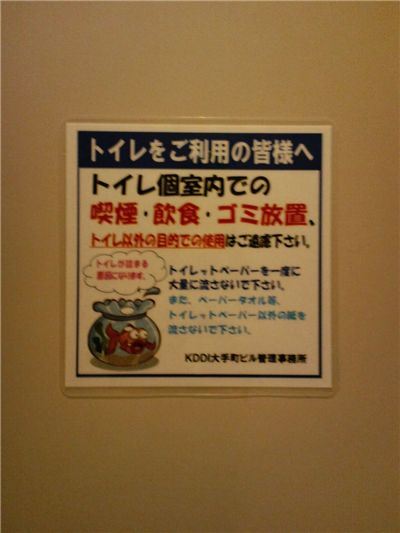 トイレをご利用の皆様へ
トイレ個室内での
喫煙・飲食・ゴミ放置、
トイレ以外の目的での使用はご遠慮下さい。
トイレが詰まる
原因になります。
トイレットペーパーを一度に
大量に流さないで下さい。
また、ペーパータオル等、
トイレットペーパー以外の紙を
流さないで下さい。
KDDI大手町ビル管理事務所